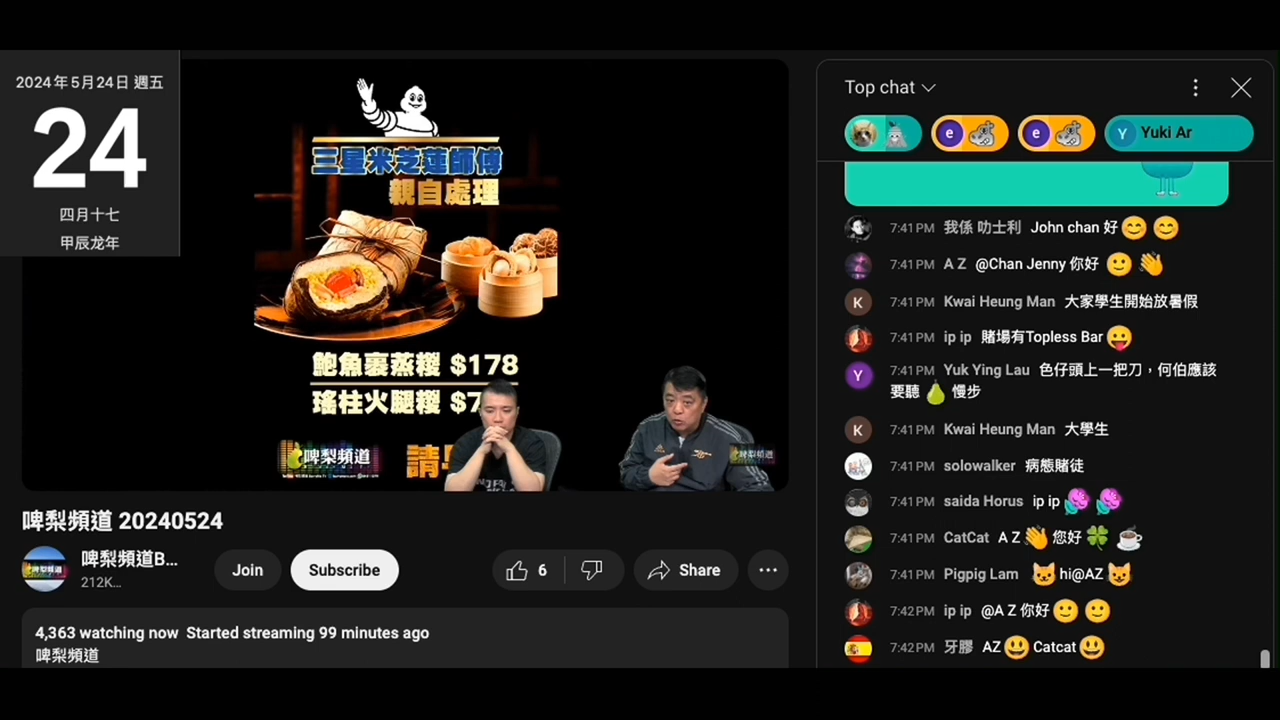 2024年5月24日 週五
24
四月十七
甲辰龙年
三星米芝蓮師傅
親自處理
鮑魚裹蒸糉 $178
瑤柱火腿糉 $7
啤梨頻道
請
啤梨頻道
啤梨頻道 20240524
啤梨頻道B...
212K...
Join
Subscribe
6
Share
4,363 watching now Started streaming 99 minutes ago
啤梨頻道
Top chat
e
e
Y Yuki Ar
7:41 PM 我係 叻士利 John chan 好😊😊
7:41 PM A Z @Chan Jenny 你好🙂👋
K 7:41 PM Kwai Heung Man 大家學生開始放暑假
7:41 PM ip ip 賭場有Topless Bar😛
Y 7:41 PM Yuk Ying Lau 色仔頭上一把刀，何伯應該
要聽🍐慢步
K 7:41 PM Kwai Heung Man 大學生
7:41 PM solowalker 病態賭徒
7:41 PM saida Horus ip ip
7:41 PM CatCat A Z👋您好🍀☕
7:41 PM Pigpig Lam 😺hi@AZ😺
7:42 PM ip ip @A Z 你好🙂🙂
7:42 PM 牙膠 AZ😃Catcat😃